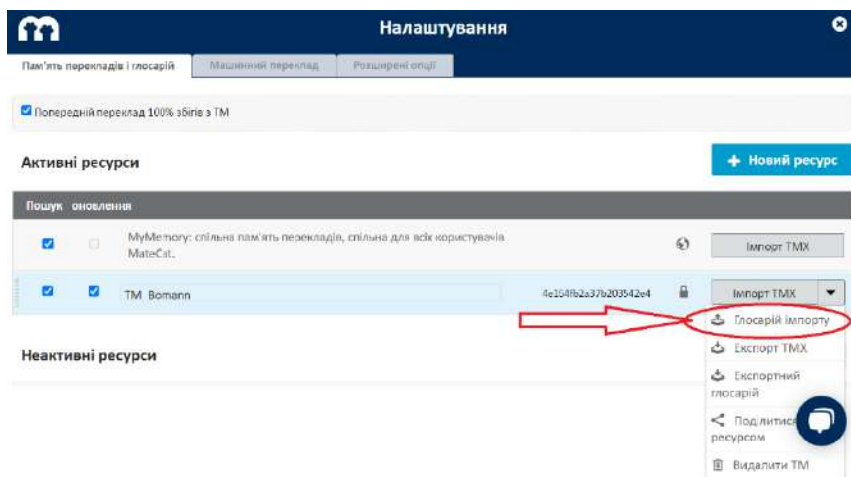 Налаштування
Пам'ять перекладів і глосарій Машинний переклад Розширені опції
Попередній переклад 100% збігів з ТМ
Активні ресурси + Новий ресурс
Пошук оновлення
MyMemory: спільна пам'ять перекладів, спільна для всіх користувачів
MateCat. Імпорт TMX
TM Bomann 4e154fb2a37b203542e4 Імпорт TMX
Глосарій імпорту
Експорт TMX
Неактивні ресурси
Експортний
глосарій
Поділитися
ресурсом
Видалити ТМ